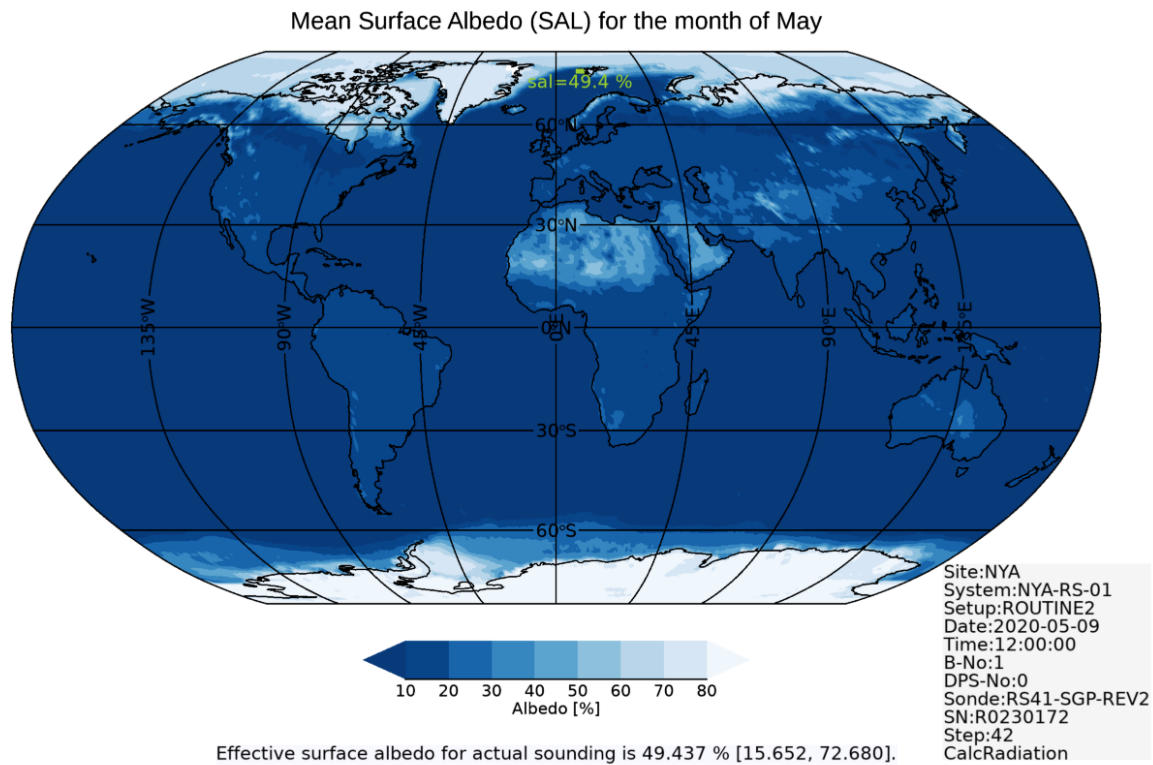 Mean Surface Albedo (SAL) for the month of May
sal=49.4 %
60°N
30°N
135°W
90°W
45°W
0°N
0°E
45°E
90°E
135°E
30°S
60°S
Site:NYA
System:NYA-RS-01
Setup:ROUTINE2
Date:2020-05-09
Time:12:00:00
B-No:1
DPS-No:0
Sonde:RS41-SGP-REV2
SN:R0230172
Step:42
CalcRadiation
10 20 30 40 50 60 70 80
Albedo [%]
Effective surface albedo for actual sounding is 49.437 % [15.652, 72.680].